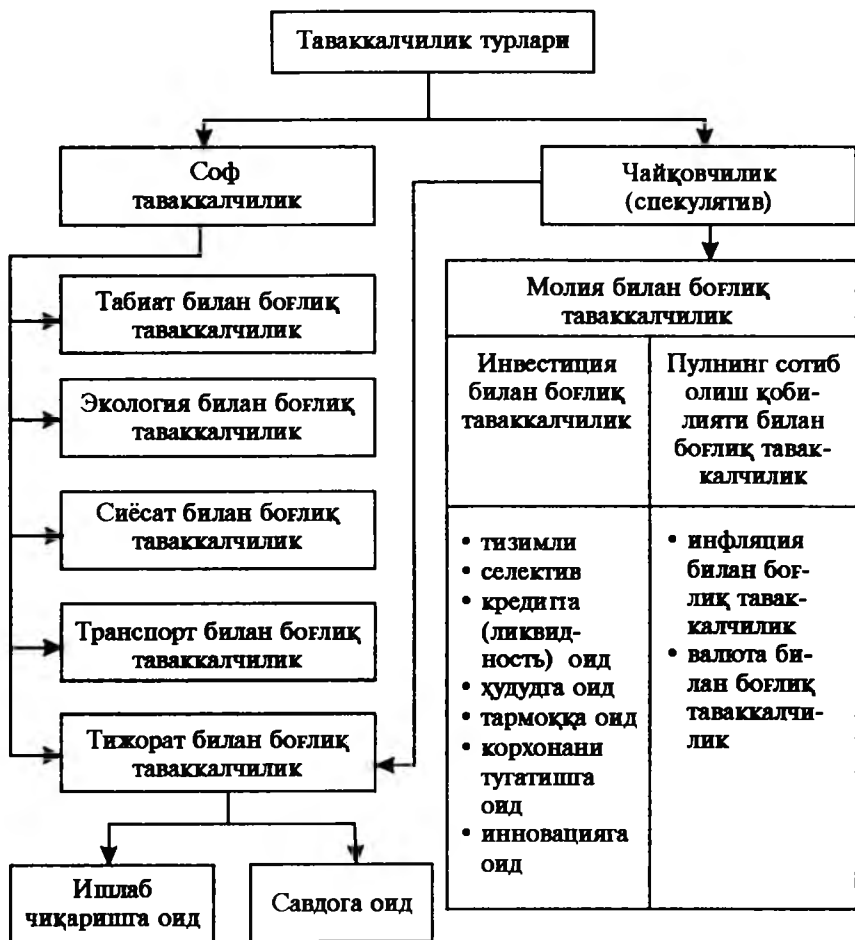 Таваккалчилик турлари
Соф
таваккалчилик
Чайқовчилик
(спекулятив)
Табиат билан боғлиқ
таваккалчилик
Экология билан боғлиқ
таваккалчилик
Сиёсат билан боғлиқ
таваккалчилик
Транспорт билан боғлиқ
таваккалчилик
Тижорат билан боғлиқ
таваккалчилик
Ишлаб
чиқаришга оид
Савдога оид
Молия билан боғлиқ
таваккалчилик
Инвестиция
билан боғлиқ
таваккалчилик
• тизимли
• селектив
• кредитга
(ликвид-
ность) оид
• ҳудудга оид
• тармоққа оид
• корхонани
тугатишга
оид
• инновацияга
оид
Пулнинг сотиб
олиш қоби-
лияти билан
боғлиқ тавак-
калчилик
• инфляция
билан боғ-
лиқ тавак-
калчилик
• валюта би-
лан боғлиқ
таваккалчи-
лик